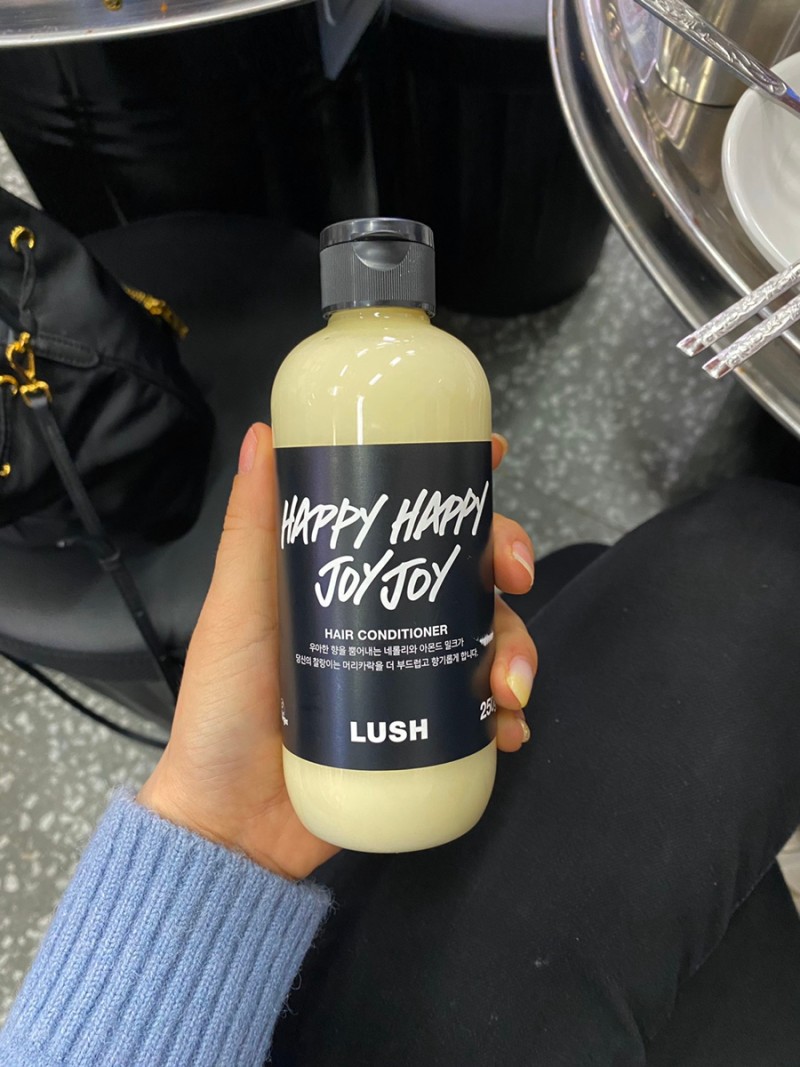 HAPPY HAPPY
JOY JOY
HAIR CONDITIONER
우아한 향을 뿜어내는 네롤리와 아몬드 밀크가
당신의 찰랑이는 머리카락을 더 부드럽고 향기롭게 합니다.
250
LUSH